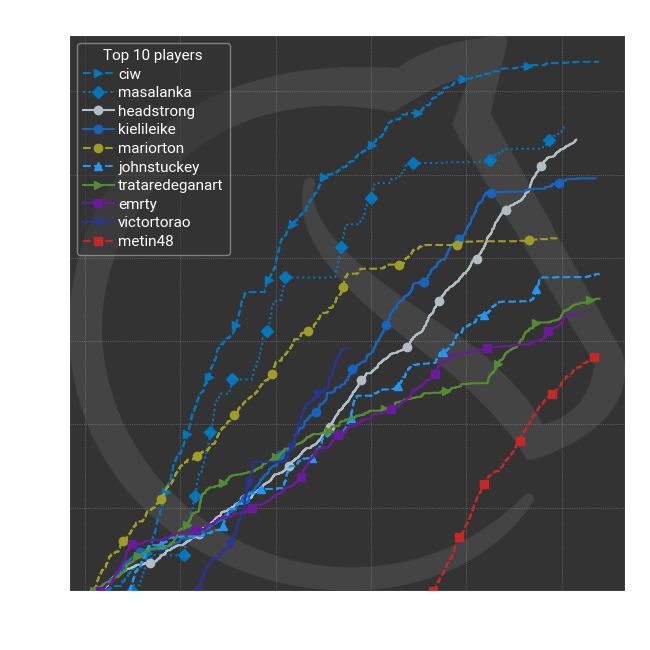 Top 10 players
ciw
masalanka
headstrong
kielileike
mariorton
johnstuckey
trataredeganart
emrty
victortorao
metin48